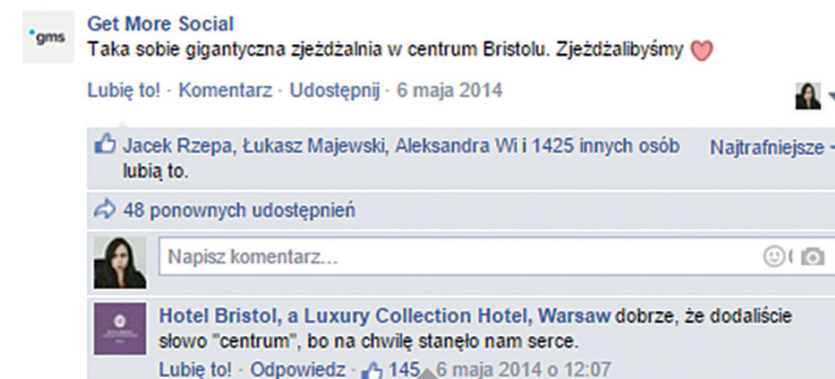 gms
Get More Social
Taka sobie gigantyczna zjeżdżalnia w centrum Bristolu. Zjeżdżalibyśmy
Lubię to! · Komentarz · Udostępnij · 6 maja 2014
Jacek Rzepa, Łukasz Majewski, Aleksandra Wi i 1425 innych osób
lubią to.
Najtrafniejsze
48 ponownych udostępnień
Napisz komentarz...
Hotel Bristol, a Luxury Collection Hotel, Warsaw dobrze, że dodaliście
słowo "centrum", bo na chwilę stanęło nam serce.
Lubię to! · Odpowiedz · 145 · 6 maja 2014 o 12:07